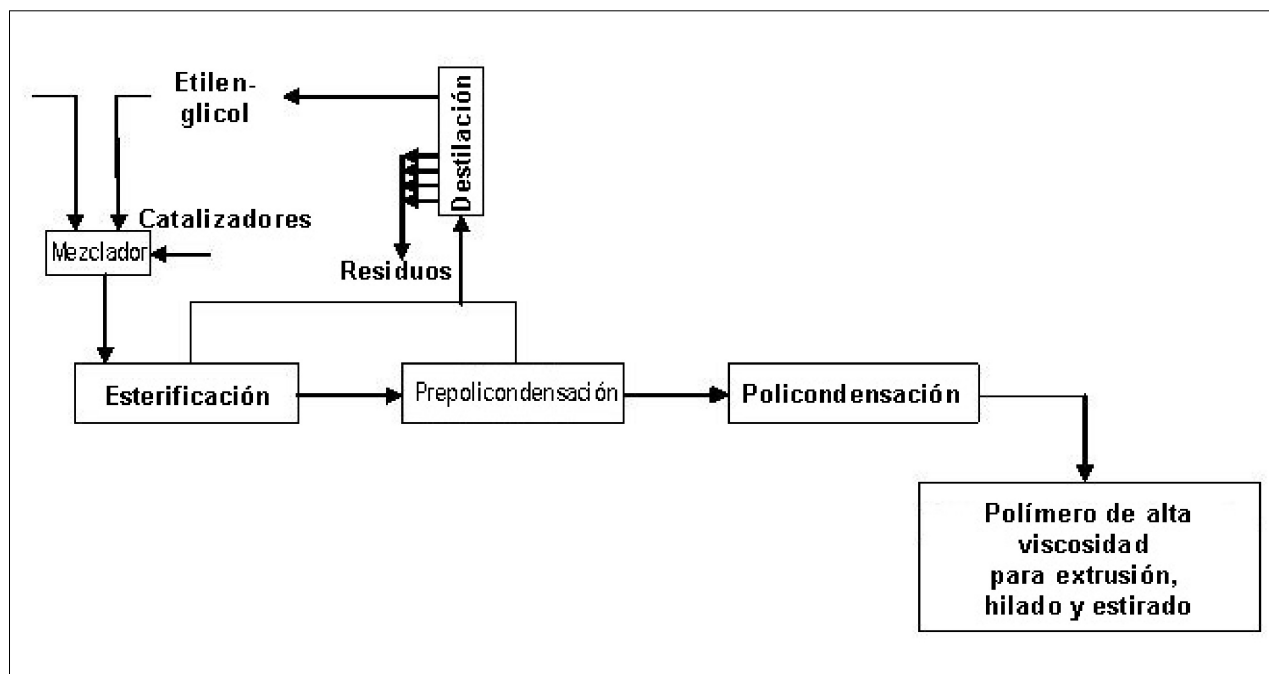 Etilen-
glicol
Destilación
Catalizadores
Mezclador
Residuos
Esterificación
Prepolicondensación
Policondensación
Polímero de alta
viscosidad
para extrusión,
hilado y estirado